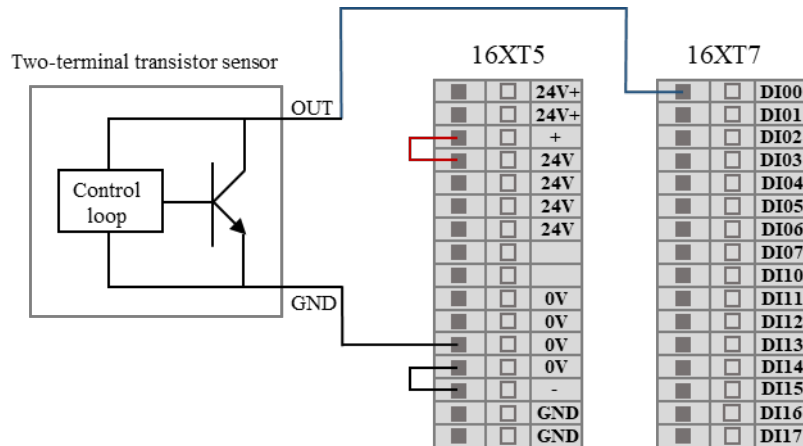 Two-terminal transistor sensor
OUT
Control
loop
GND
16XT5
24V+
24V+
+
24V
24V
24V
24V
0V
0V
0V
0V
-
GND
GND
16XT7
DI00
DI01
DI02
DI03
DI04
DI05
DI06
DI07
DI10
DI11
DI12
DI13
DI14
DI15
DI16
DI17